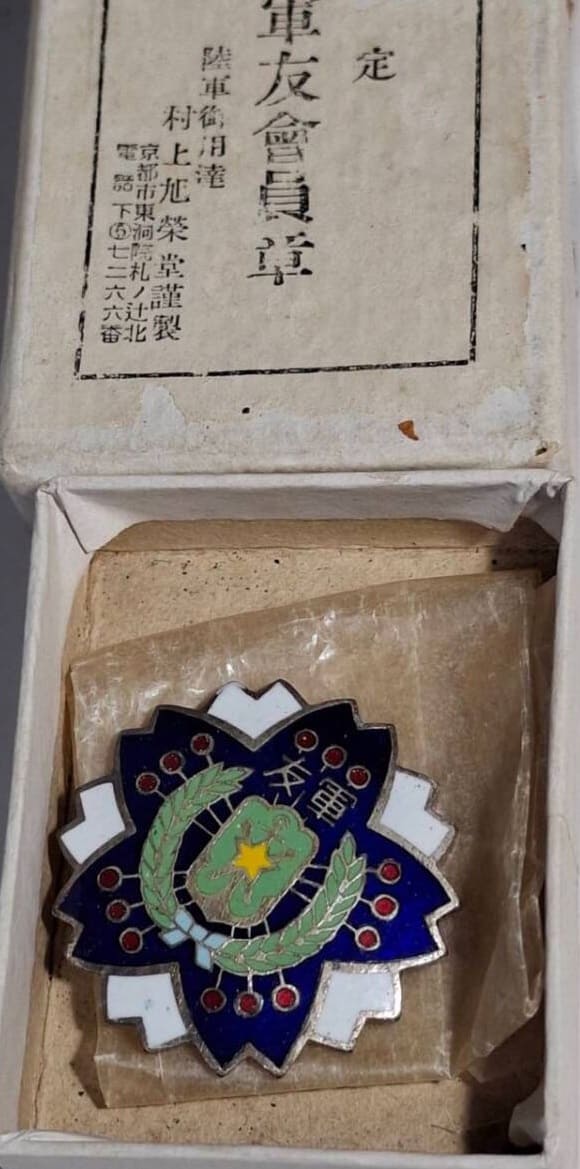 定
軍友會員章
陸軍御用達
村上旭榮堂謹製
京都市東洞院札ノ辻北
電話下⑤七二六六番
軍友